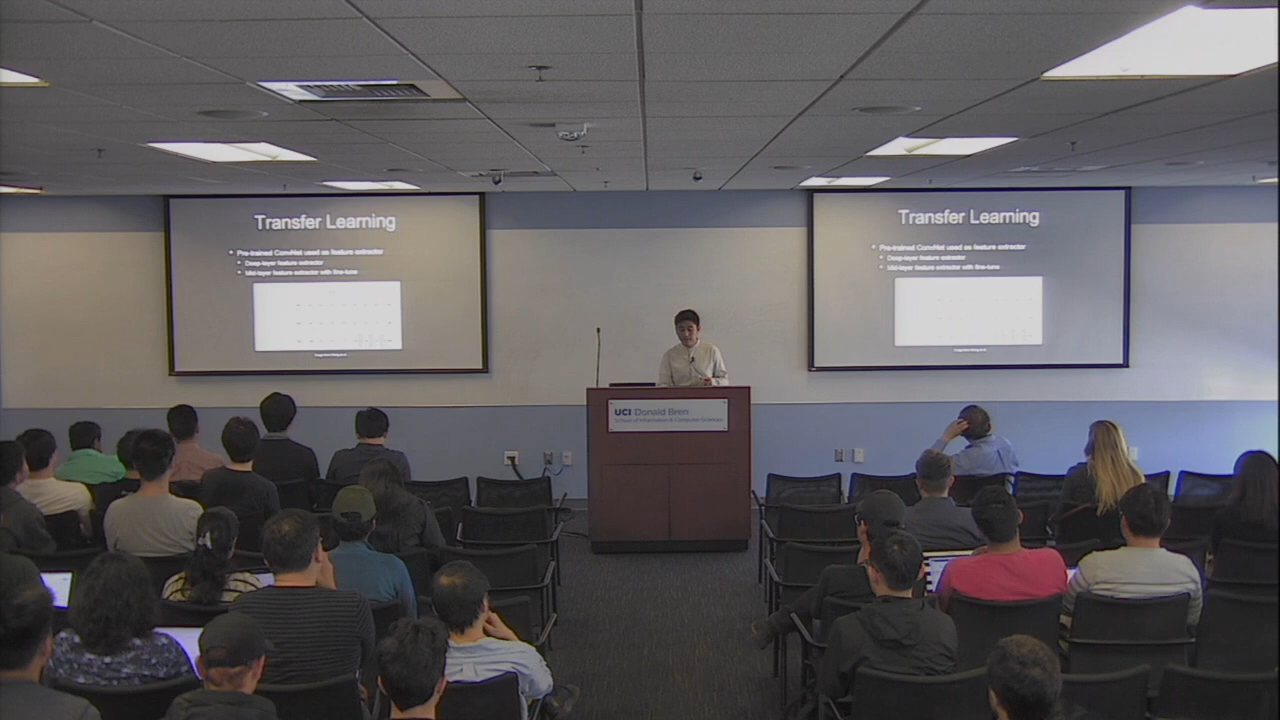 Transfer Learning
• Pre-trained ConvNet used as feature extractor
• Deep-layer feature extractor
• Mid-layer feature extractor with fine-tune
Transfer Learning
• Pre-trained ConvNet used as feature extractor
• Deep-layer feature extractor
• Mid-layer feature extractor with fine-tune
UCI Donald Bren
School of Information & Computer Sciences